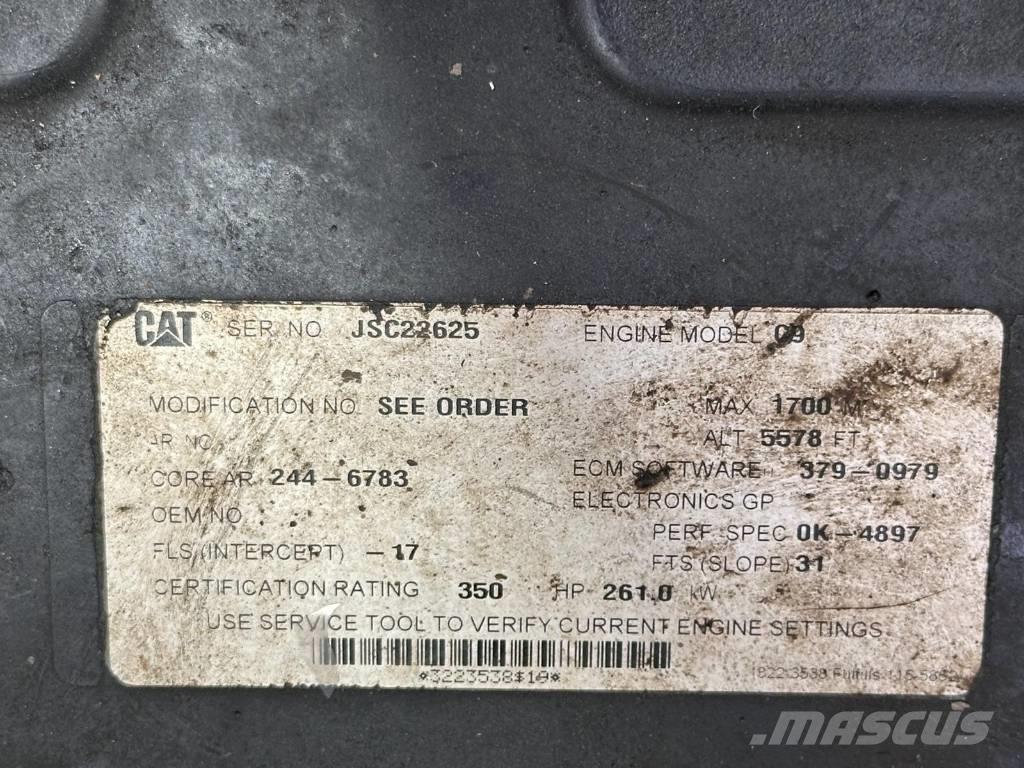 CAT® SER. NO. JSC22625 ENGINE MODEL C9
MODIFICATION NO. SEE ORDER MAX 1700 M
AR NO. ALT 5578 FT
CORE AR 244-6783 ECM SOFTWARE 379-0979
OEM NO. ELECTRONICS GP
PERF. SPEC 0K-4897
FLS (INTERCEPT) -17 FTS (SLOPE) 31
CERTIFICATION RATING 350 HP 261.0 kW
USE SERVICE TOOL TO VERIFY CURRENT ENGINE SETTINGS
*3223538$10*
Fulfills
MASCUS